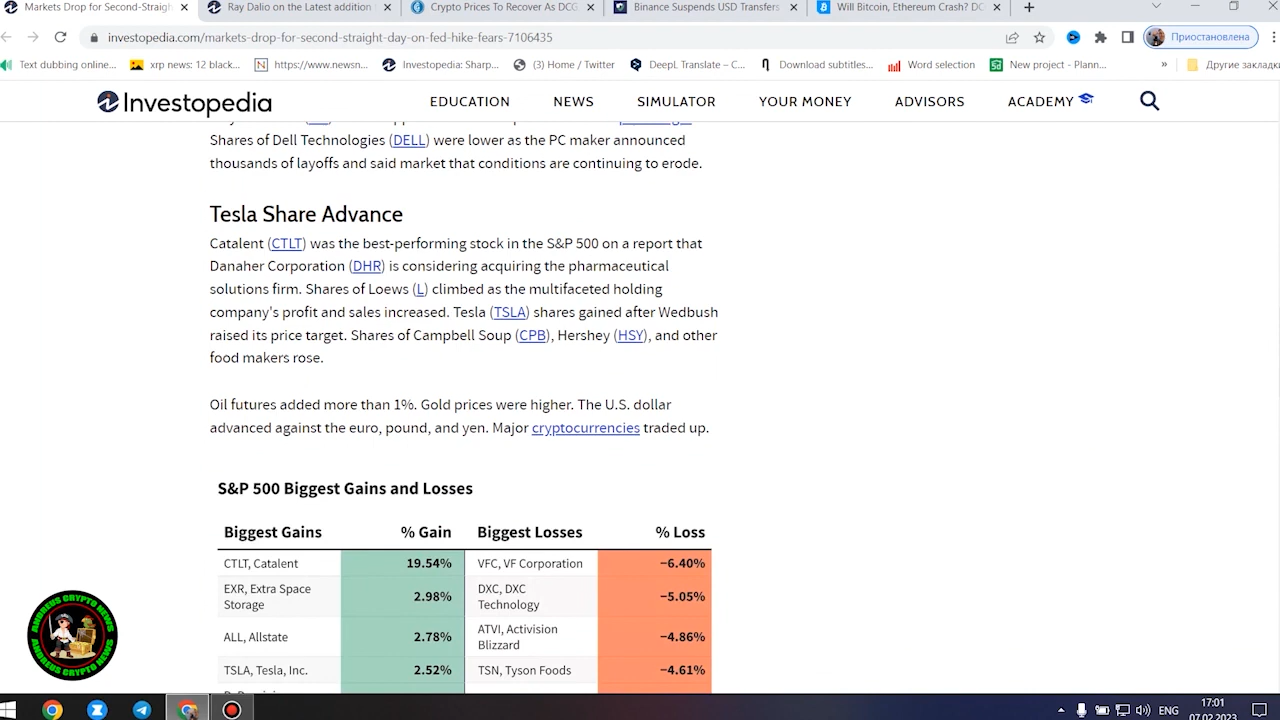 Markets Drop for Second-Straigh
Ray Dalio on the Latest addition
Crypto Prices To Recover As DCG
Binance Suspends USD Transfers
Will Bitcoin, Ethereum Crash? DC
investopedia.com/markets-drop-for-second-straight-day-on-fed-hike-fears-7106435
Приостановлена
Text dubbing online...
xrp news: 12 black...
https://www.newsn...
Investopedia: Sharp...
(3) Home / Twitter
DeepL Translate – C...
Download subtitles...
Word selection
New project - Plann...
»
Другие закладки
Investopedia
EDUCATION
NEWS
SIMULATOR
YOUR MONEY
ADVISORS
ACADEMY
Shares of Dell Technologies (DELL) were lower as the PC maker announced
thousands of layoffs and said market that conditions are continuing to erode.
Tesla Share Advance
Catalent (CTLT) was the best-performing stock in the S&P 500 on a report that
Danaher Corporation (DHR) is considering acquiring the pharmaceutical
solutions firm. Shares of Loews (L) climbed as the multifaceted holding
company's profit and sales increased. Tesla (TSLA) shares gained after Wedbush
raised its price target. Shares of Campbell Soup (CPB), Hershey (HSY), and other
food makers rose.
Oil futures added more than 1%. Gold prices were higher. The U.S. dollar
advanced against the euro, pound, and yen. Major cryptocurrencies traded up.
S&P 500 Biggest Gains and Losses
Biggest Gains % Gain Biggest Losses % Loss
CTLT, Catalent 19.54% VFC, VF Corporation −6.40%
EXR, Extra Space
Storage
2.98%
DXC, DXC
Technology
−5.05%
ALL, Allstate 2.78%
ATVI, Activision
Blizzard
−4.86%
TSLA, Tesla, Inc. 2.52% TSN, Tyson Foods −4.61%
ANDREUS CRYPTO NEWS
ANDREUS CRYPTO NEWS
ENG
17:01
07.02.2023